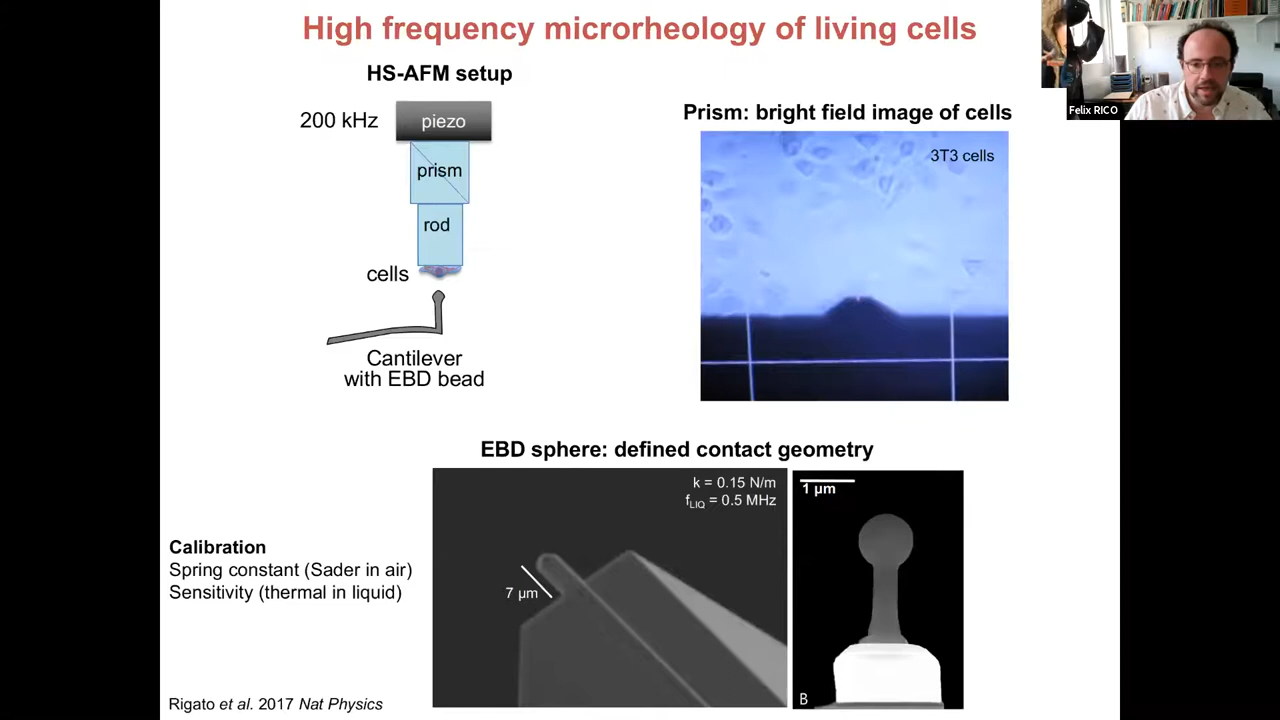 High frequency microrheology of living cells
HS-AFM setup
200 kHz
piezo
prism
rod
cells
Cantilever
with EBD bead
Prism: bright field image of cells
3T3 cells
Felix RICO
EBD sphere: defined contact geometry
k = 0.15 N/m
fLIQ = 0.5 MHz
7 µm
1 µm
B
Calibration
Spring constant (Sader in air)
Sensitivity (thermal in liquid)
Rigato et al. 2017 Nat Physics